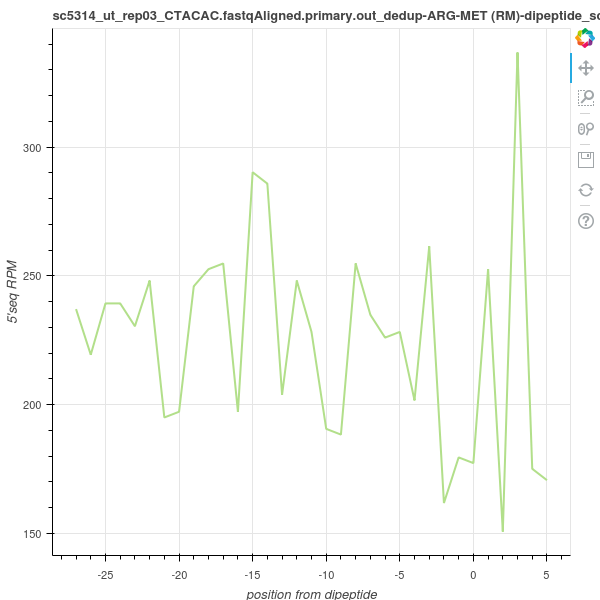 sc5314_ut_rep03_CTACAC.fastqAligned.primary.out_dedup-ARG-MET (RM)-dipeptide_sc
300
250
200
150
5'seq RPM
-25 -20 -15 -10 -5 0 5
position from dipeptide